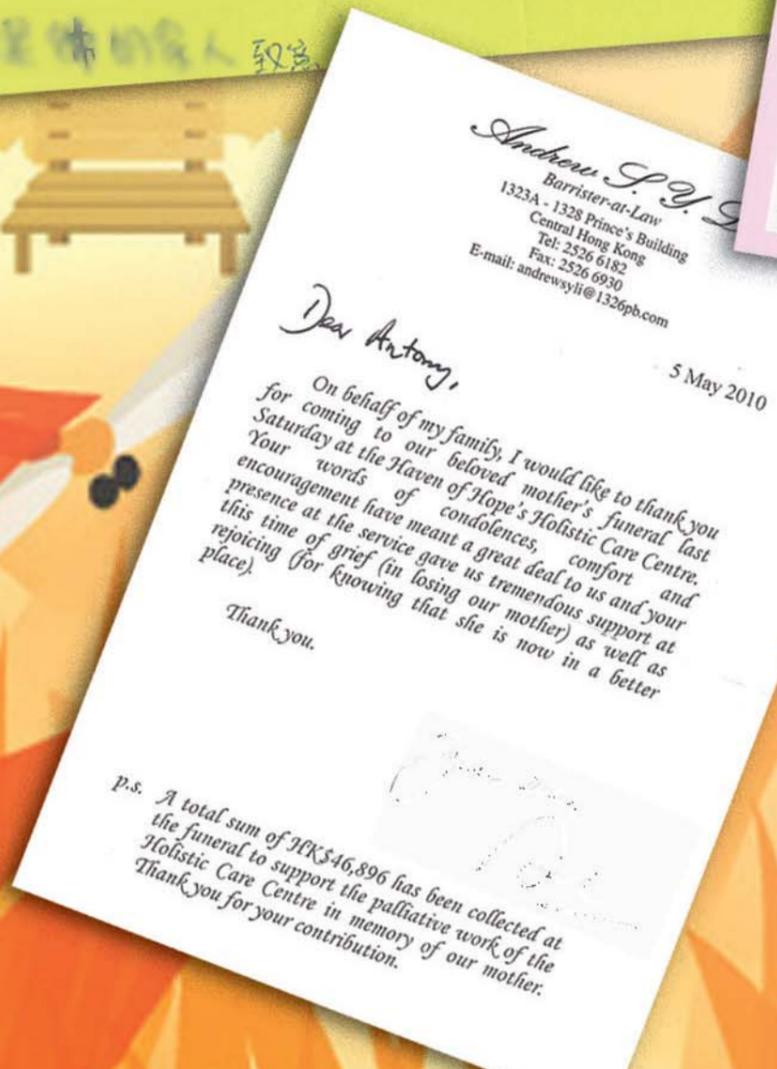 致意
Andrew S. Y.
Barrister-at-Law
1323A - 1328 Prince's Building
Central Hong Kong
Tel: 2526 6182
Fax: 2526 6930
E-mail: andrewsyli@1326pb.com
5 May 2010
Dear Antony,
On behalf of my family, I would like to thank you
for coming to our beloved mother's funeral last
Saturday at the Haven of Hope's Holistic Care Centre.
Your words of condolences, comfort and
encouragement have meant a great deal to us and your
presence at the service gave us tremendous support at
this time of grief (in losing our mother) as well as
rejoicing (for knowing that she is now in a better
place).
Thank you.
p.s. A total sum of HK$46,896 has been collected at
the funeral to support the palliative work of the
Holistic Care Centre in memory of our mother.
Thank you for your contribution.